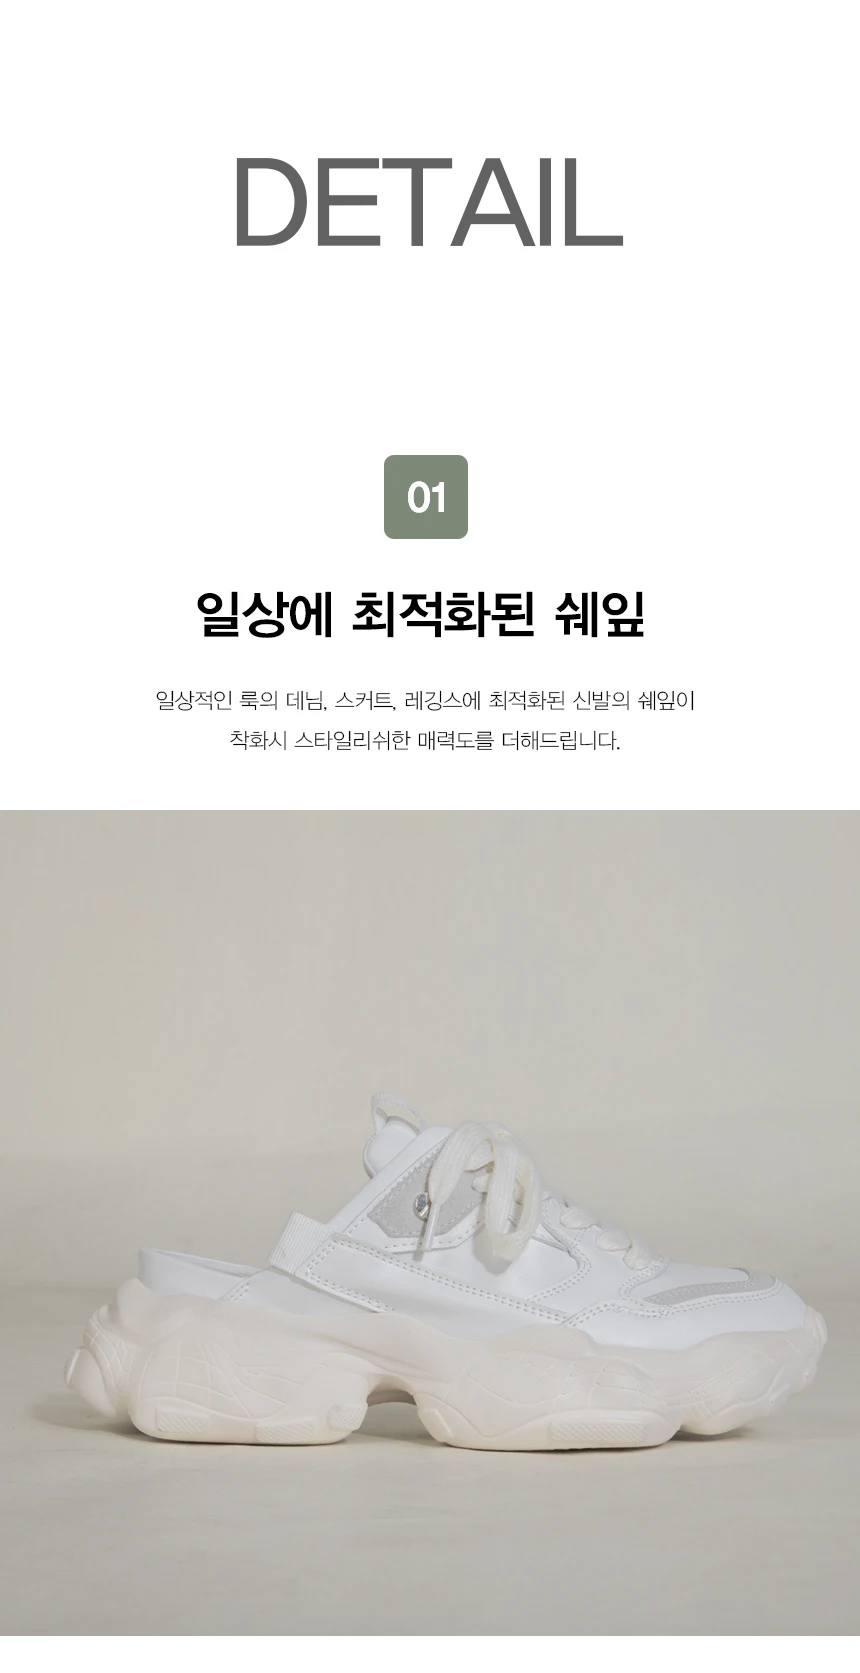 DETAIL
01
일상에 최적화된 쉐잎
일상적인 룩의 데님, 스커트, 레깅스에 최적화된 신발의 쉐잎이
착화시 스타일리쉬한 매력도를 더해드립니다.